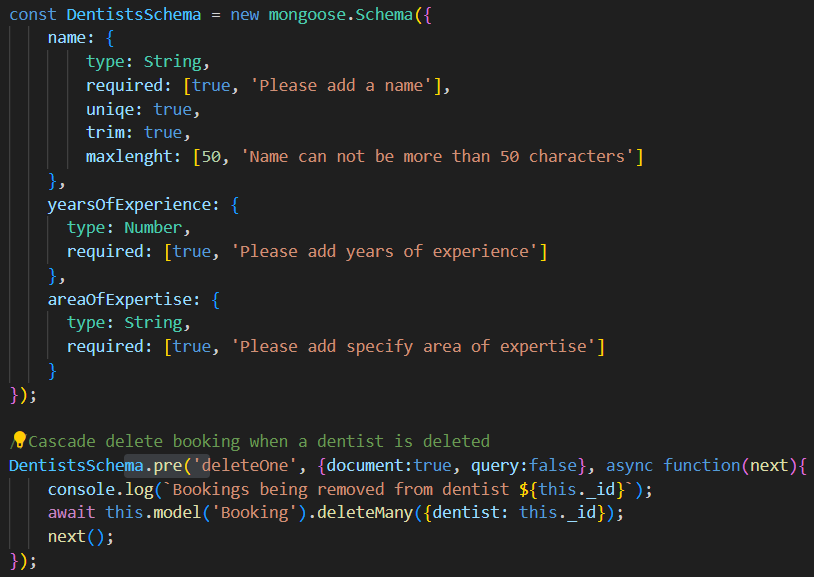 const DentistsSchema = new mongoose.Schema({
    name: {
        type: String,
        required: [true, 'Please add a name'],
        uniqe: true,
        trim: true,
        maxlenght: [50, 'Name can not be more than 50 characters']
    },
    yearsOfExperience: {
      type: Number,
      required: [true, 'Please add years of experience']
    },
    areaOfExpertise: {
      type: String,
      required: [true, 'Please add specify area of expertise']
    }
});

/Cascade delete booking when a dentist is deleted
DentistsSchema.pre('deleteOne', {document:true, query:false}, async function(next){
    console.log(`Bookings being removed from dentist ${this._id}`);
    await this.model('Booking').deleteMany({dentist: this._id});
    next();
});